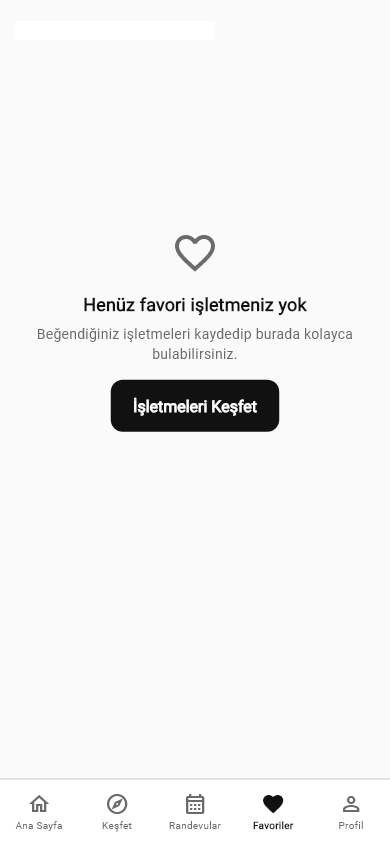 Henüz favori işletmeniz yok
Beğendiğiniz işletmeleri kaydedip burada kolayca
bulabilirsiniz.
İşletmeleri Keşfet
Ana Sayfa
Keşfet
Randevular
Favoriler
Profil